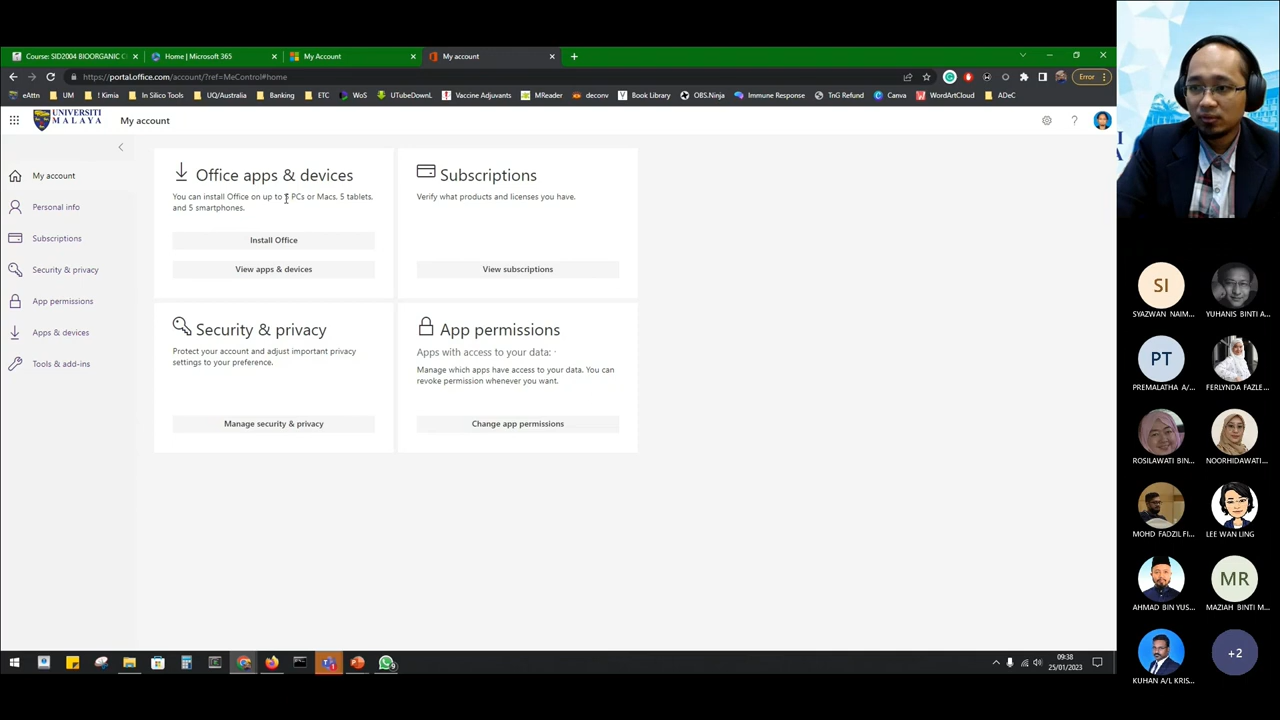 Course: SID2004 BIOORGANIC C
Home | Microsoft 365
My Account
My account
https://portal.office.com/account/?ref=MeControl#home
Error
eAttn
UM
! Kimia
In Silico Tools
UQ/Australia
Banking
ETC
WoS
UTubeDownL
Vaccine Adjuvants
MReader
deconv
Book Library
OBS.Ninja
Immune Response
TnG Refund
Canva
WordArtCloud
ADeC
UNIVERSITI
MALAYA
My account
My account
Personal info
Subscriptions
Security & privacy
App permissions
Apps & devices
Tools & add-ins
Office apps & devices
You can install Office on up to 5 PCs or Macs, 5 tablets,
and 5 smartphones.
Install Office
View apps & devices
Subscriptions
Verify what products and licenses you have.
View subscriptions
Security & privacy
Protect your account and adjust important privacy
settings to your preference.
Manage security & privacy
App permissions
Apps with access to your data: ·
Manage which apps have access to your data. You can
revoke permission whenever you want.
Change app permissions
09:38
25/01/2023
SI
SYAZWAN NAIM...
YUHANIS BINTI A...
PT
PREMALATHA A/...
FERLYNDA FAZLE...
ROSILAWATI BIN...
NOORHIDAWATI ...
MOHD FADZIL FI...
LEE WAN LING
AHMAD BIN YUS...
MR
MAZIAH BINTI M...
KUHAN A/L KRIS...
+2